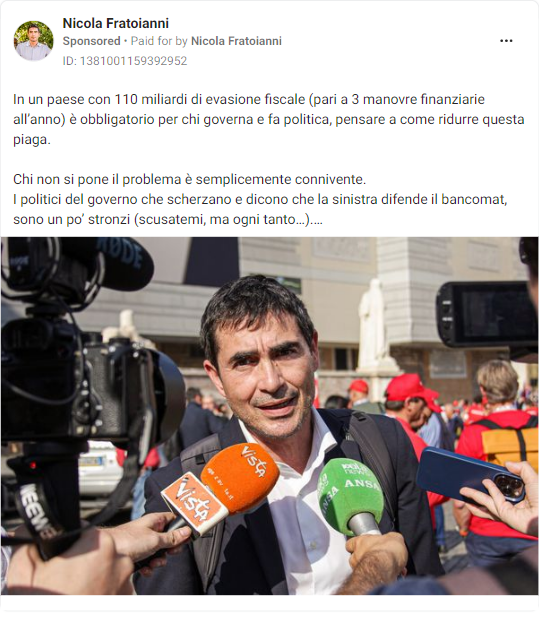 Nicola Fratoianni
Sponsored • Paid for by Nicola Fratoianni
ID: 1381001159392952
In un paese con 110 miliardi di evasione fiscale (pari a 3 manovre finanziarie
all'anno) è obbligatorio per chi governa e fa politica, pensare a come ridurre questa
piaga.
Chi non si pone il problema è semplicemente connivente.
I politici del governo che scherzano e dicono che la sinistra difende il bancomat,
sono un po' stronzi (scusatemi, ma ogni tanto…).…
RØDE
NEEWER
VISTA
VISTA
ANSA